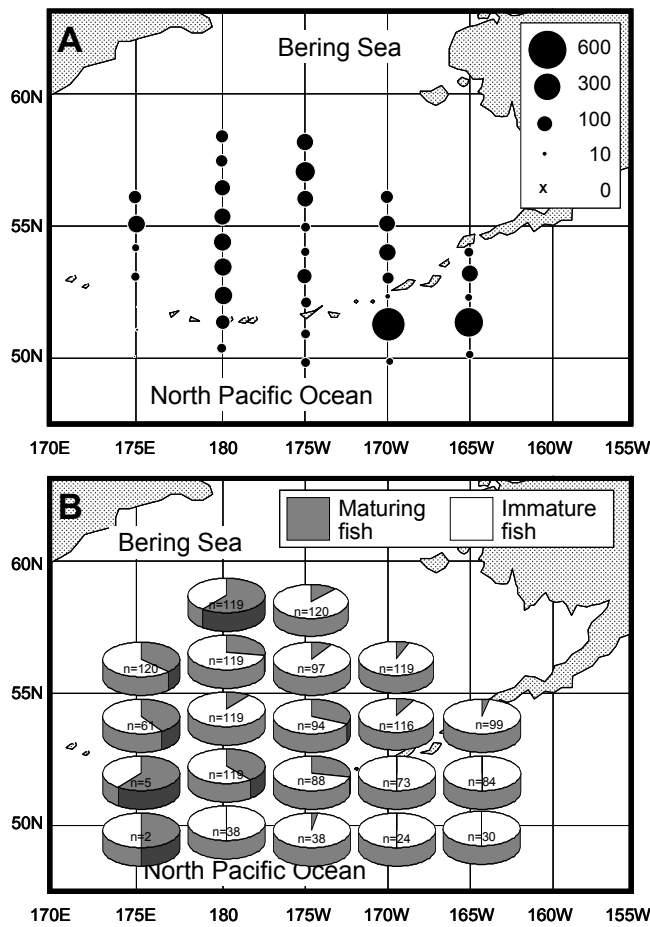 A
Bering Sea
600
300
100
10
x 0
60N
55N
50N
North Pacific Ocean
170E 175E 180 175W 170W 165W 160W 155W
B
Maturing fish
Immature fish
Bering Sea
60N
n=119 n=120
n=120 n=119 n=97 n=119
55N
n=61 n=119 n=94 n=116 n=99
n=5 n=119 n=88 n=73 n=84
50N
n=2 n=38 n=38 n=24 n=30
North Pacific Ocean
170E 175E 180 175W 170W 165W 160W 155W